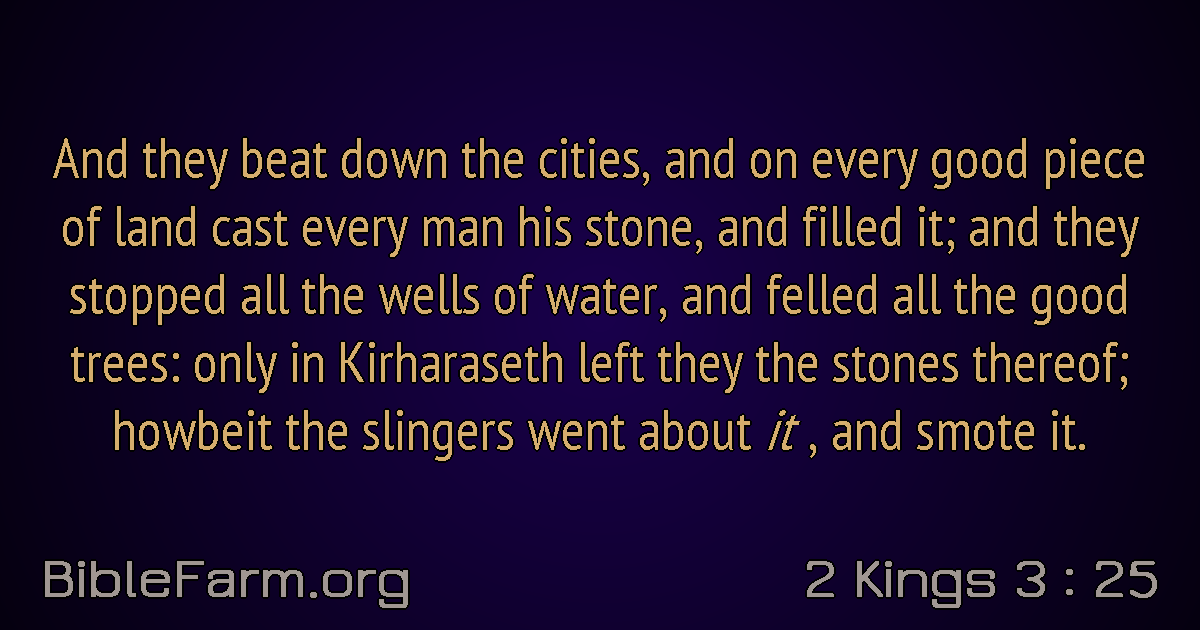 And they beat down the cities, and on every good piece
of land cast every man his stone, and filled it; and they
stopped all the wells of water, and felled all the good
trees: only in Kirharaseth left they the stones thereof;
howbeit the slingers went about it , and smote it.
BibleFarm.org
2 Kings 3 : 25